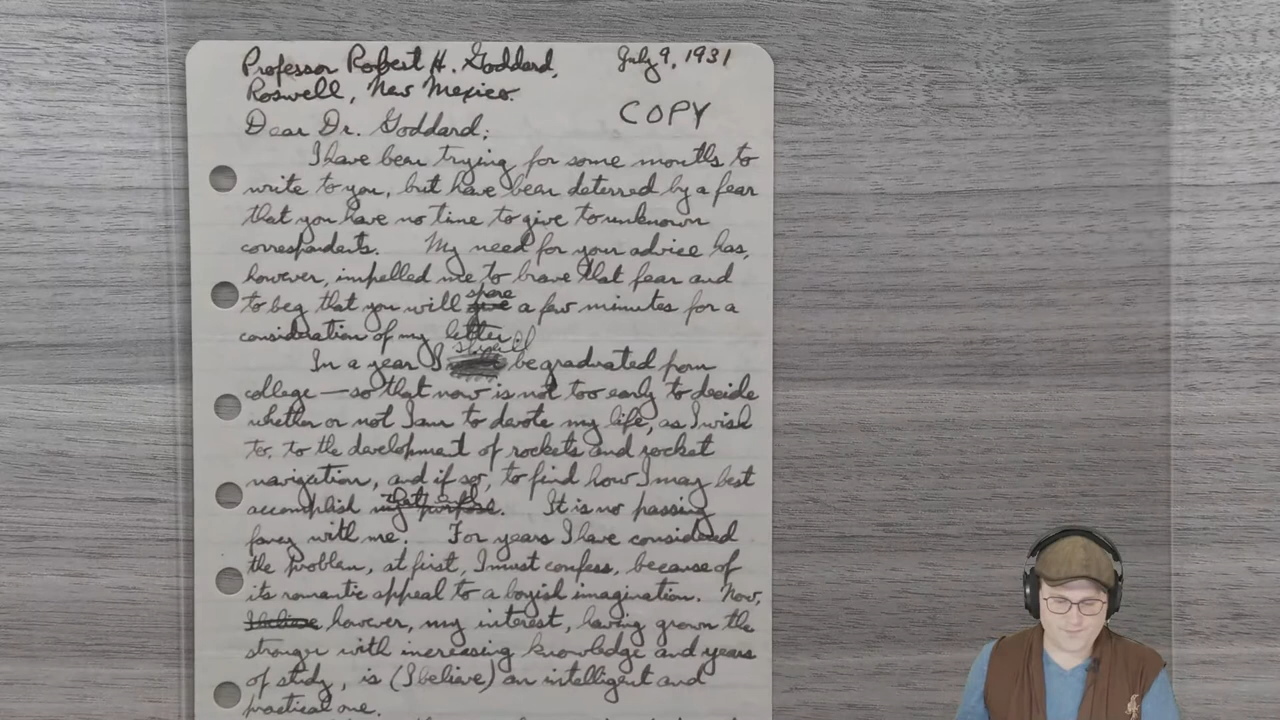 Professor Robert H. Goddard, July 9, 1931
Roswell, New Mexico.
COPY
Dear Dr. Goddard;
I have been trying for some months to
write to you, but have been deterred by a fear
that you have no time to give to unknown
correspondents. My need for your advice has,
however, impelled me to brave that fear and
to beg that you will spare a few minutes for a
consideration of my letter.
In a year I should be graduated from
college — so that now is not too early to decide
whether or not I am to devote my life, as I wish
to, to the development of rockets and rocket
navigation, and if so, to find how I may best
accomplish that end. It is no passing
fancy with me. For years I have considered
the problem, at first, I must confess, because of
its romantic appeal to a boyish imagination. Now,
I believe however, my interest, having grown the
stronger with increasing knowledge and years
of study, is (I believe) an intelligent and
practical one.